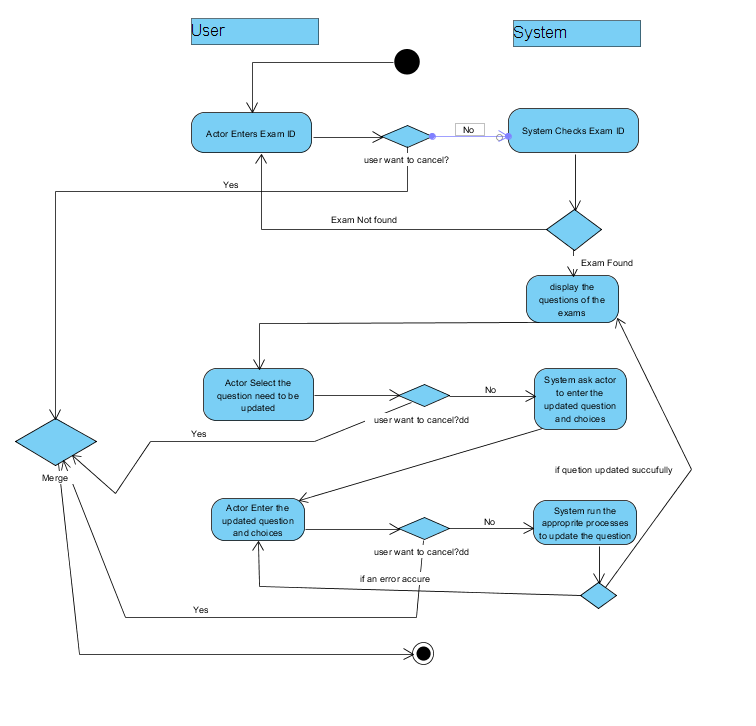 User
System
Actor Enters Exam ID
No
System Checks Exam ID
user want to cancel?
Yes
Exam Not found
Exam Found
display the
questions of the
exams
Actor Select the
question need to be
updated
No
System ask actor
to enter the
updated question
and choices
user want to cancel?dd
Yes
Merge
if quetion updated succufully
Actor Enter the
updated question
and choices
No
System run the
approprite processes
to update the question
user want to cancel?dd
if an error accure
Yes